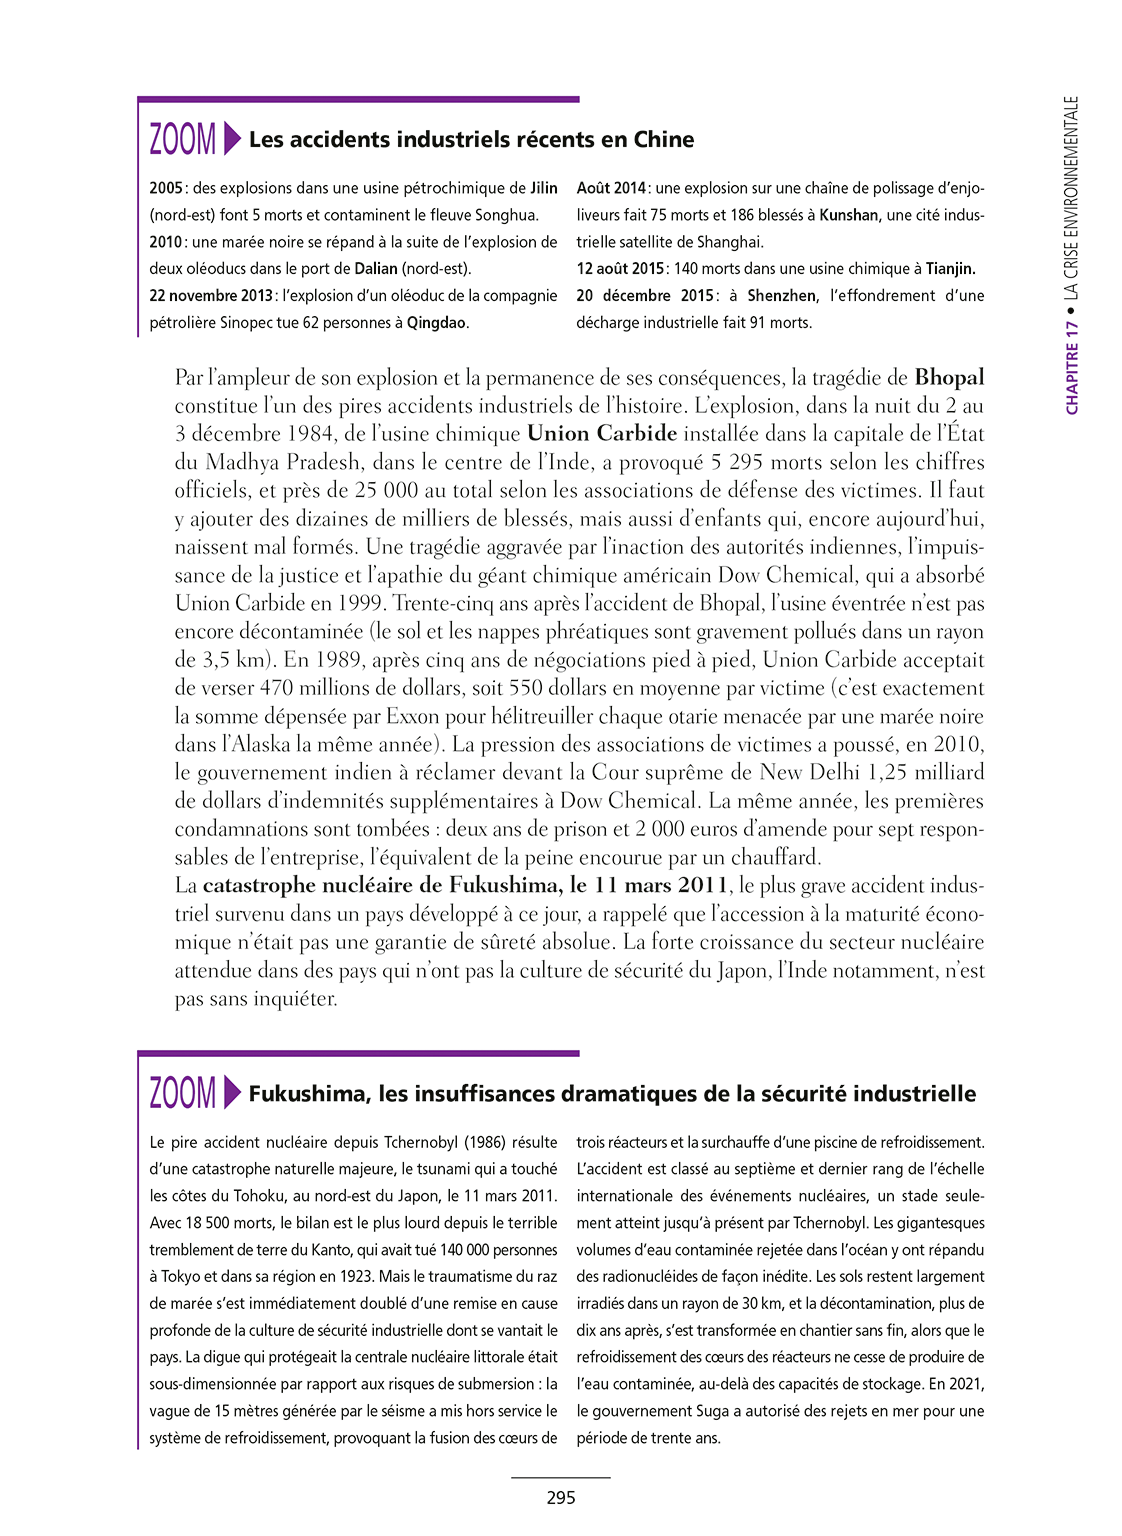 ZOOM Les accidents industriels récents en Chine
2005 : des explosions dans une usine pétrochimique de Jilin
(nord-est) font 5 morts et contaminent le fleuve Songhua.
2010 : une marée noire se répand à la suite de l’explosion de
deux oléoducs dans le port de Dalian (nord-est).
22 novembre 2013 : l’explosion d’un oléoduc de la compagnie
pétrolière Sinopec tue 62 personnes à Qingdao.
Août 2014 : une explosion sur une chaîne de polissage d’enjo-
liveurs fait 75 morts et 186 blessés à Kunshan, une cité indus-
trielle satellite de Shanghai.
12 août 2015 : 140 morts dans une usine chimique à Tianjin.
20 décembre 2015 : à Shenzhen, l’effondrement d’une
décharge industrielle fait 91 morts.
CHAPITRE 17 • LA CRISE ENVIRONNEMENTALE
Par l’ampleur de son explosion et la permanence de ses conséquences, la tragédie de Bhopal
constitue l’un des pires accidents industriels de l’histoire. L’explosion, dans la nuit du 2 au
3 décembre 1984, de l’usine chimique Union Carbide installée dans la capitale de l’État
du Madhya Pradesh, dans le centre de l’Inde, a provoqué 5 295 morts selon les chiffres
officiels, et près de 25 000 au total selon les associations de défense des victimes. Il faut
y ajouter des dizaines de milliers de blessés, mais aussi d’enfants qui, encore aujourd’hui,
naissent mal formés. Une tragédie aggravée par l’inaction des autorités indiennes, l’impuis-
sance de la justice et l’apathie du géant chimique américain Dow Chemical, qui a absorbé
Union Carbide en 1999. Trente-cinq ans après l’accident de Bhopal, l’usine éventrée n’est pas
encore décontaminée (le sol et les nappes phréatiques sont gravement pollués dans un rayon
de 3,5 km). En 1989, après cinq ans de négociations pied à pied, Union Carbide acceptait
de verser 470 millions de dollars, soit 550 dollars en moyenne par victime (c’est exactement
la somme dépensée par Exxon pour hélitreuiller chaque otarie menacée par une marée noire
dans l’Alaska la même année). La pression des associations de victimes a poussé, en 2010,
le gouvernement indien à réclamer devant la Cour suprême de New Delhi 1,25 milliard
de dollars d’indemnités supplémentaires à Dow Chemical. La même année, les premières
condamnations sont tombées : deux ans de prison et 2 000 euros d’amende pour sept respon-
sables de l’entreprise, l’équivalent de la peine encourue par un chauffard.
La catastrophe nucléaire de Fukushima, le 11 mars 2011, le plus grave accident indus-
triel survenu dans un pays développé à ce jour, a rappelé que l’accession à la maturité écono-
mique n’était pas une garantie de sûreté absolue. La forte croissance du secteur nucléaire
attendue dans des pays qui n’ont pas la culture de sécurité du Japon, l’Inde notamment, n’est
pas sans inquiéter.
ZOOM Fukushima, les insuffisances dramatiques de la sécurité industrielle
Le pire accident nucléaire depuis Tchernobyl (1986) résulte
d’une catastrophe naturelle majeure, le tsunami qui a touché
les côtes du Tohoku, au nord-est du Japon, le 11 mars 2011.
Avec 18 500 morts, le bilan est le plus lourd depuis le terrible
tremblement de terre du Kanto, qui avait tué 140 000 personnes
à Tokyo et dans sa région en 1923. Mais le traumatisme du raz
de marée s’est immédiatement doublé d’une remise en cause
profonde de la culture de sécurité industrielle dont se vantait le
pays. La digue qui protégeait la centrale nucléaire littorale était
sous-dimensionnée par rapport aux risques de submersion : la
vague de 15 mètres générée par le séisme a mis hors service le
système de refroidissement, provoquant la fusion des cœurs de
trois réacteurs et la surchauffe d’une piscine de refroidissement.
L’accident est classé au septième et dernier rang de l’échelle
internationale des événements nucléaires, un stade seule-
ment atteint jusqu’à présent par Tchernobyl. Les gigantesques
volumes d’eau contaminée rejetée dans l’océan y ont répandu
des radionucléides de façon inédite. Les sols restent largement
irradiés dans un rayon de 30 km, et la décontamination, plus de
dix ans après, s’est transformée en chantier sans fin, alors que le
refroidissement des cœurs des réacteurs ne cesse de produire de
l’eau contaminée, au-delà des capacités de stockage. En 2021,
le gouvernement Suga a autorisé des rejets en mer pour une
période de trente ans.
295